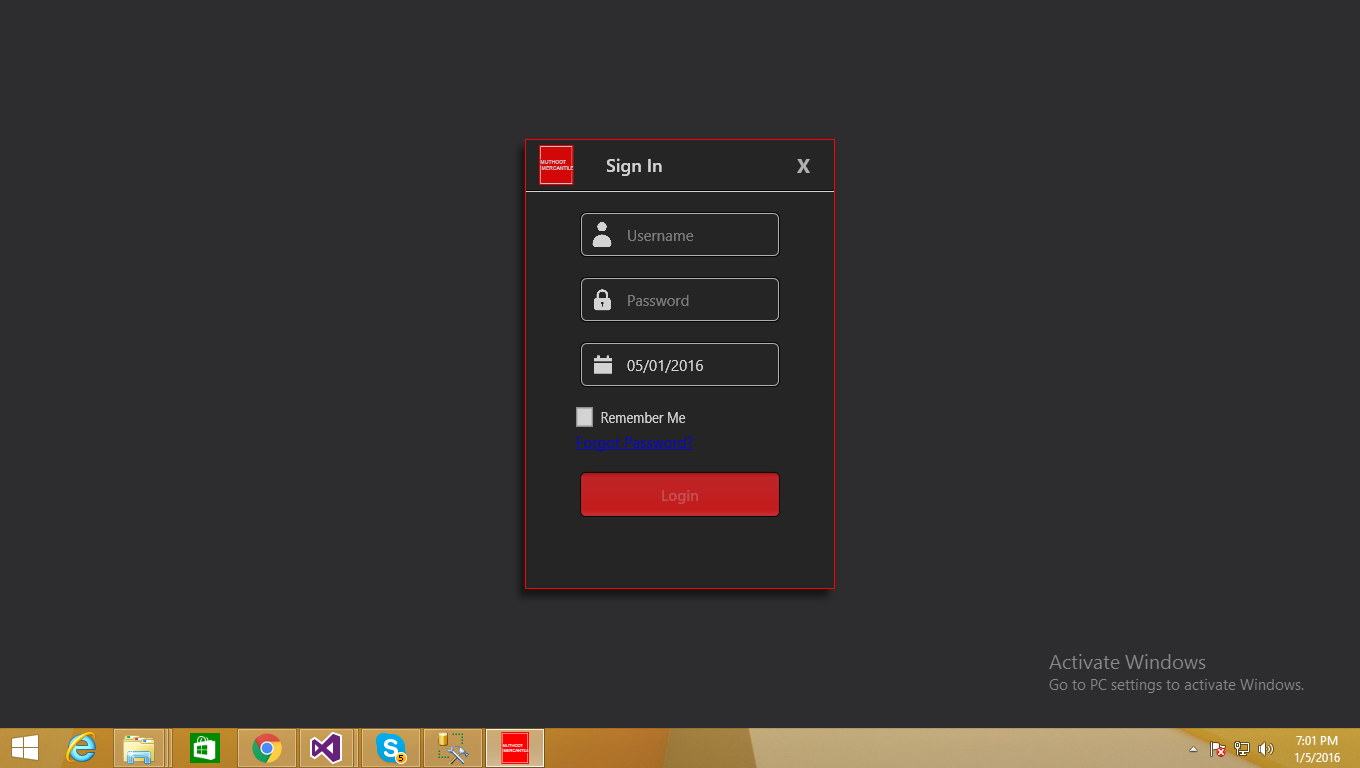 MUTHOOT
MERCANTILE
Sign In
X
Username
Password
05/01/2016
Remember Me
Forgot Password?
Login
Activate Windows
Go to PC settings to activate Windows.
S
5
MUTHOOT
MERCANTILE
7:01 PM
1/5/2016